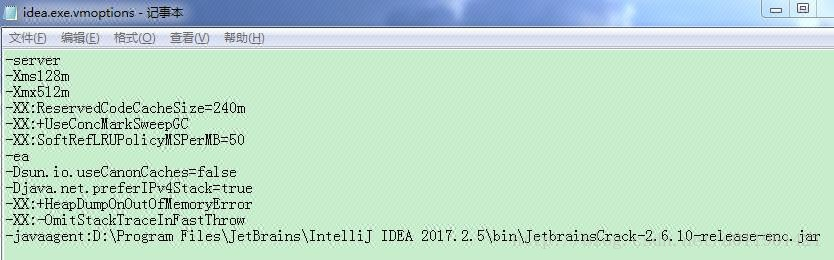 idea.exe.vmoptions - 记事本
文件(F) 编辑(E) 格式(O) 查看(V) 帮助(H)
-server
-Xms128m
-Xmx512m
-XX:ReservedCodeCacheSize=240m
-XX:+UseConcMarkSweepGC
-XX:SoftRefLRUPolicyMSPerMB=50
-ea
-Dsun.io.useCanonCaches=false
-Djava.net.preferIPv4Stack=true
-XX:+HeapDumpOnOutOfMemoryError
-XX:-OmitStackTraceInFastThrow
-javaagent:D:\Program Files\JetBrains\IntelliJ IDEA 2017.2.5\bin\JetbrainsCrack-2.6.10-release-enc.jar